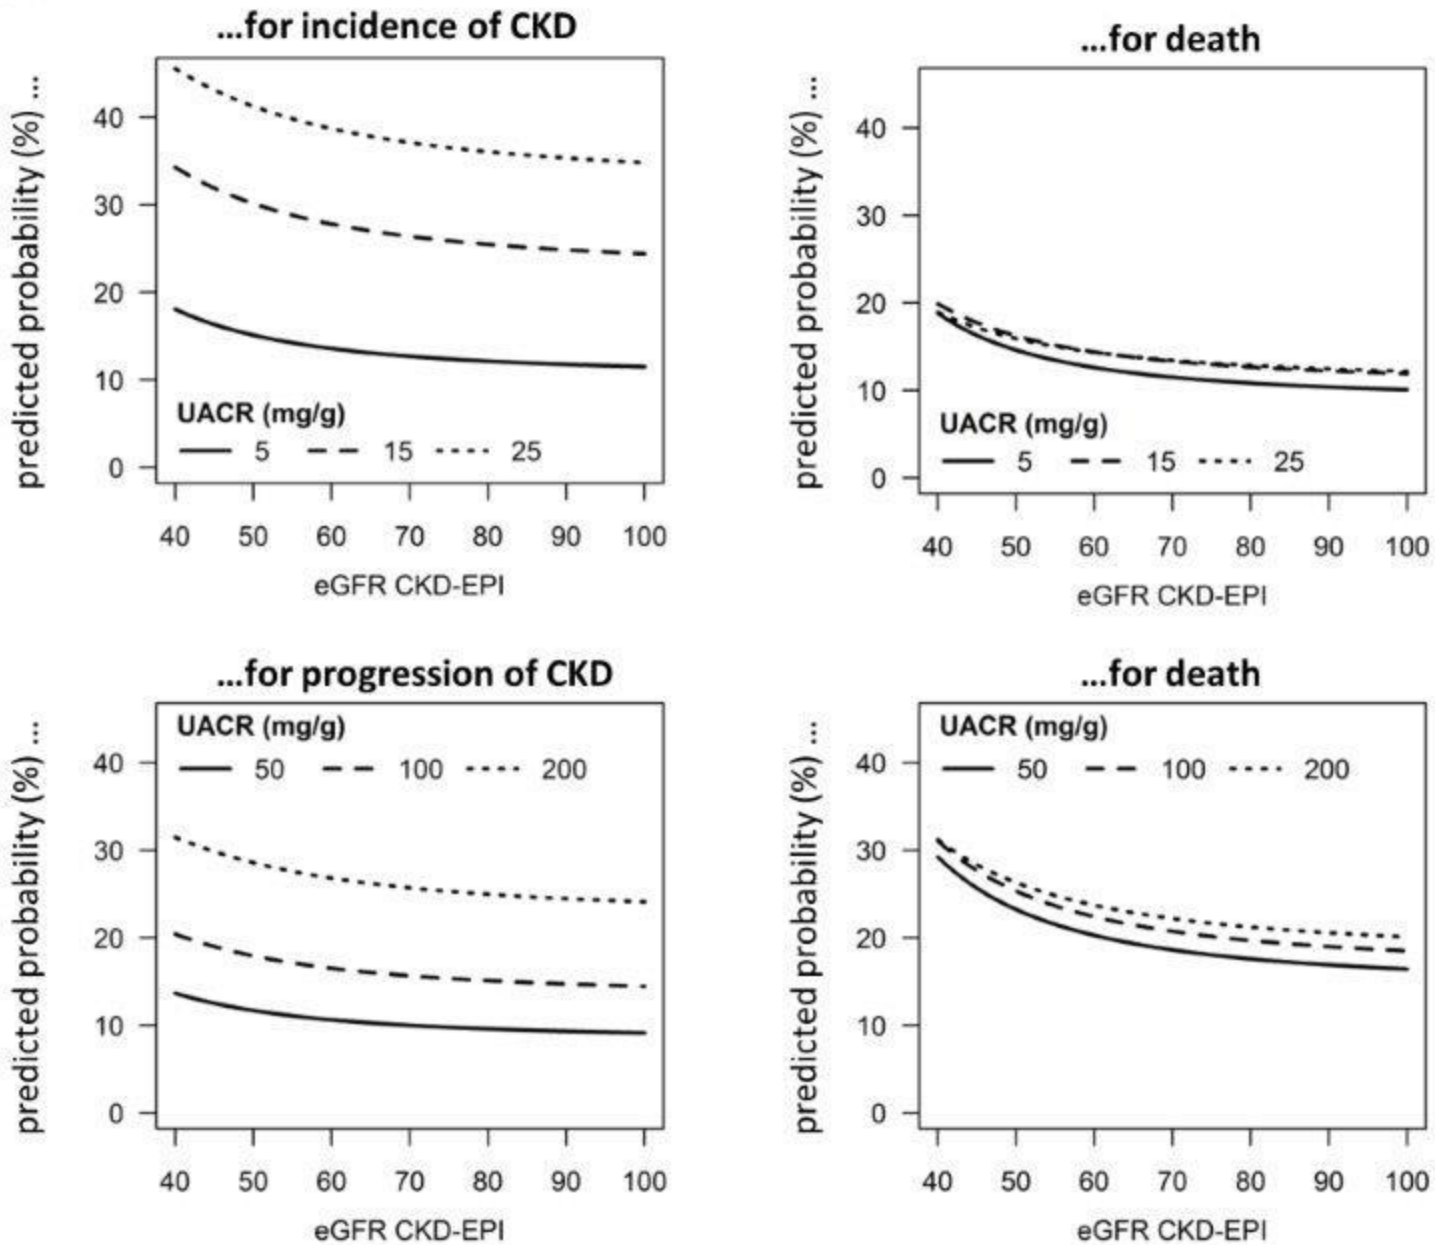 ...for incidence of CKD
predicted probability (%) ...
40
30
20
10
0
UACR (mg/g)
5 15 25
40 50 60 70 80 90 100
eGFR CKD-EPI
...for death
predicted probability (%) ...
40
30
20
10
0
UACR (mg/g)
5 15 25
40 50 60 70 80 90 100
eGFR CKD-EPI
...for progression of CKD
predicted probability (%) ...
UACR (mg/g)
50 100 200
40
30
20
10
0
40 50 60 70 80 90 100
eGFR CKD-EPI
...for death
predicted probability (%) ...
UACR (mg/g)
50 100 200
40
30
20
10
0
40 50 60 70 80 90 100
eGFR CKD-EPI